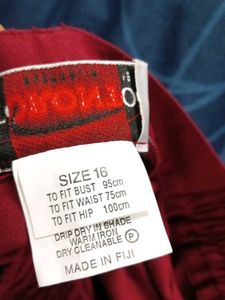 SIZE 16
TO FIT BUST 95cm
TO FIT WAIST 75cm
TO FIT HIP 100cm
DRIP DRY IN SHADE
WARM IRON
DRY CLEANABLE P
MADE IN FIJI